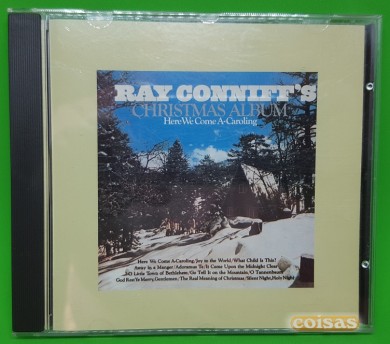 RAY CONNIFF'S
CHRISTMAS ALBUM
Here We Come A-Caroling
Here We Come A-Caroling/Joy to the World/What Child Is This?
Away in a Manger/Adestamus Te/It Came Upon the Midnight Clear
O Little Town of Bethlehem/Go Tell It on the Mountain/O Tannenbaum
God Rest Ye Merry, Gentlemen/The Real Meaning of Christmas/Silent Night, Holy Night
coisas